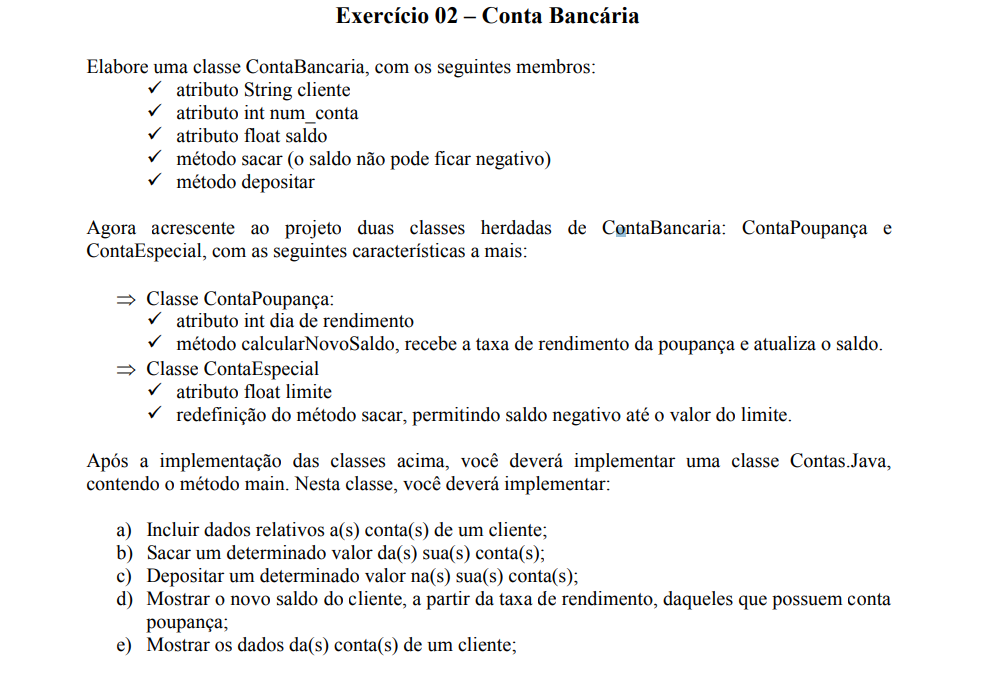 Exercício 02 – Conta Bancária
Elabore uma classe ContaBancaria, com os seguintes membros:
✓ atributo String cliente
✓ atributo int num_conta
✓ atributo float saldo
✓ método sacar (o saldo não pode ficar negativo)
✓ método depositar
Agora acrescente ao projeto duas classes herdadas de ContaBancaria: ContaPoupança e
ContaEspecial, com as seguintes características a mais:
⇒ Classe ContaPoupança:
✓ atributo int dia de rendimento
✓ método calcularNovoSaldo, recebe a taxa de rendimento da poupança e atualiza o saldo.
⇒ Classe ContaEspecial
✓ atributo float limite
✓ redefinição do método sacar, permitindo saldo negativo até o valor do limite.
Após a implementação das classes acima, você deverá implementar uma classe Contas.Java,
contendo o método main. Nesta classe, você deverá implementar:
a) Incluir dados relativos a(s) conta(s) de um cliente;
b) Sacar um determinado valor da(s) sua(s) conta(s);
c) Depositar um determinado valor na(s) sua(s) conta(s);
d) Mostrar o novo saldo do cliente, a partir da taxa de rendimento, daqueles que possuem conta
poupança;
e) Mostrar os dados da(s) conta(s) de um cliente;